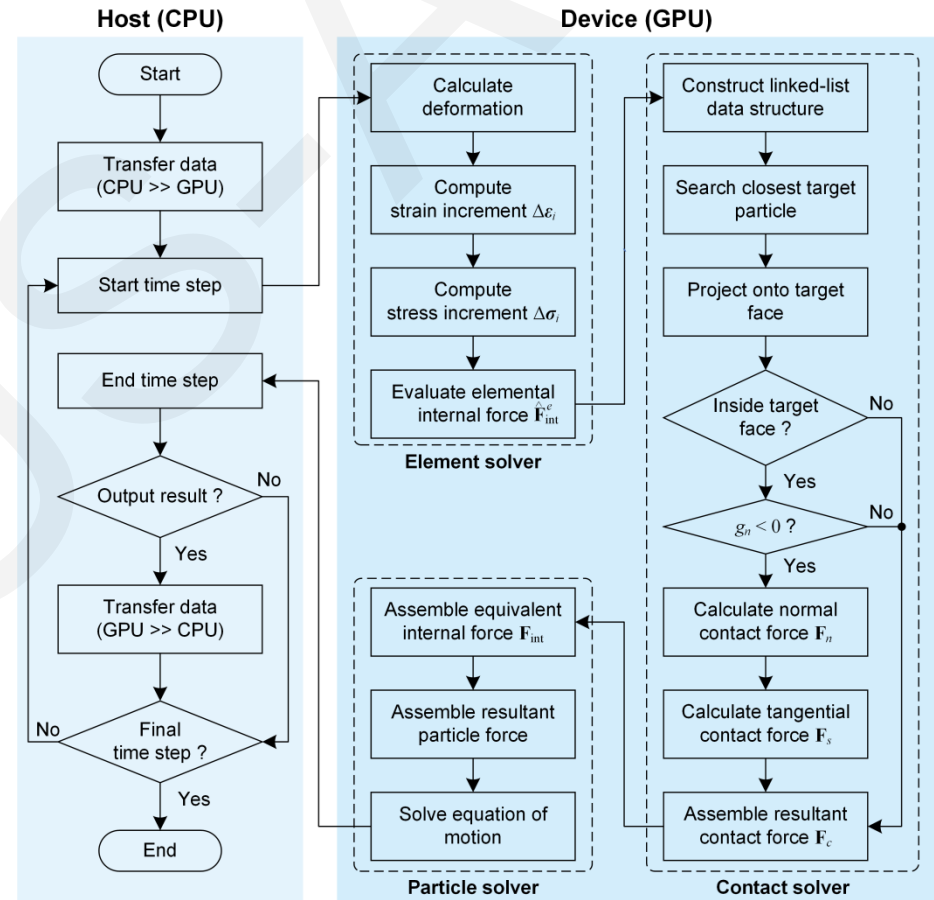 Host (CPU)
Start
Transfer data
(CPU >> GPU)
Start time step
End time step
Output result ?
No
Yes
Transfer data
(GPU >> CPU)
Final
time step ?
No
Yes
End
Device (GPU)
Calculate
deformation
Compute
strain increment Δεᵢ
Compute
stress increment Δσᵢ
Evaluate elemental
internal force F̂ᵉ_int
Element solver
Construct linked-list
data structure
Search closest target
particle
Project onto target
face
Inside target
face ?
No
Yes
gₙ < 0 ?
No
Yes
Calculate normal
contact force Fₙ
Calculate tangential
contact force Fₛ
Assemble resultant
contact force F_c
Contact solver
Assemble equivalent
internal force F_int
Assemble resultant
particle force
Solve equation of
motion
Particle solver